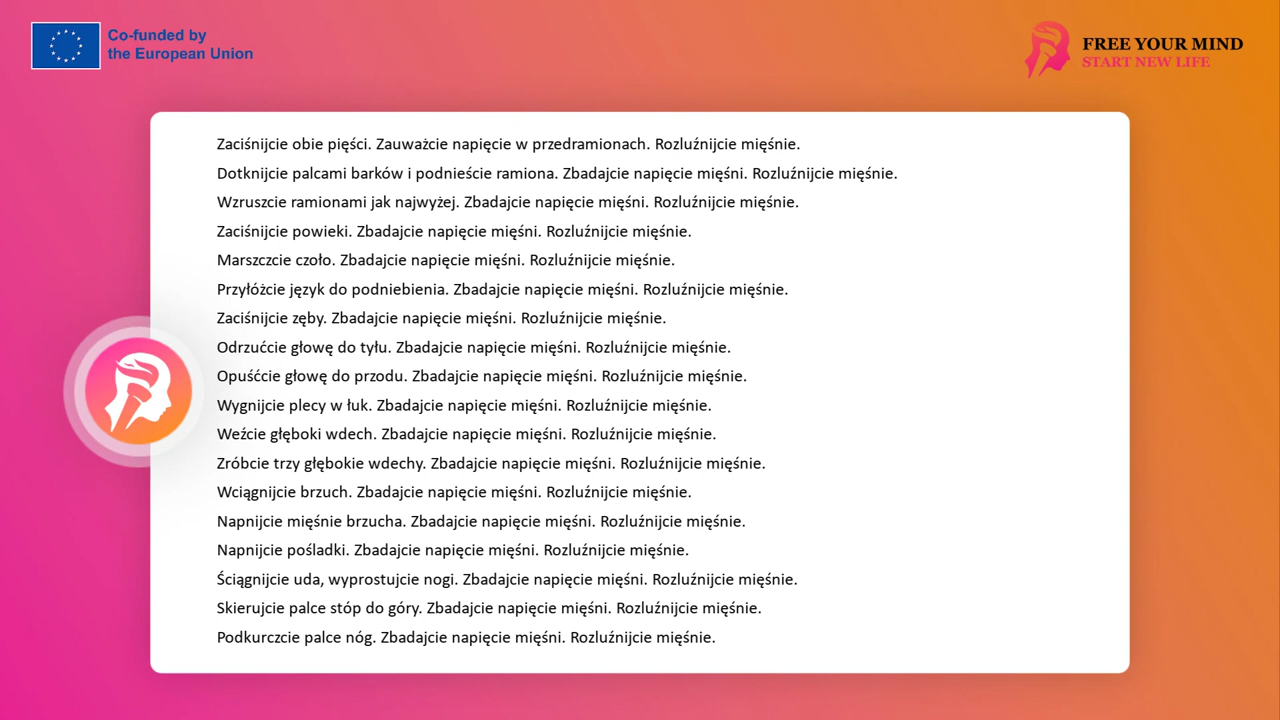 Co-funded by
the European Union
FREE YOUR MIND
START NEW LIFE
Zaciśnijcie obie pięści. Zauważcie napięcie w przedramionach. Rozluźnijcie mięśnie.
Dotknijcie palcami barków i podnieście ramiona. Zbadajcie napięcie mięśni. Rozluźnijcie mięśnie.
Wzruszcie ramionami jak najwyżej. Zbadajcie napięcie mięśni. Rozluźnijcie mięśnie.
Zaciśnijcie powieki. Zbadajcie napięcie mięśni. Rozluźnijcie mięśnie.
Marszczcie czoło. Zbadajcie napięcie mięśni. Rozluźnijcie mięśnie.
Przyłóżcie język do podniebienia. Zbadajcie napięcie mięśni. Rozluźnijcie mięśnie.
Zaciśnijcie zęby. Zbadajcie napięcie mięśni. Rozluźnijcie mięśnie.
Odrzućcie głowę do tyłu. Zbadajcie napięcie mięśni. Rozluźnijcie mięśnie.
Opuśćcie głowę do przodu. Zbadajcie napięcie mięśni. Rozluźnijcie mięśnie.
Wygnijcie plecy w łuk. Zbadajcie napięcie mięśni. Rozluźnijcie mięśnie.
Weźcie głęboki wdech. Zbadajcie napięcie mięśni. Rozluźnijcie mięśnie.
Zróbcie trzy głębokie wdechy. Zbadajcie napięcie mięśni. Rozluźnijcie mięśnie.
Wciągnijcie brzuch. Zbadajcie napięcie mięśni. Rozluźnijcie mięśnie.
Napnijcie mięśnie brzucha. Zbadajcie napięcie mięśni. Rozluźnijcie mięśnie.
Napnijcie pośladki. Zbadajcie napięcie mięśni. Rozluźnijcie mięśnie.
Ściągnijcie uda, wyprostujcie nogi. Zbadajcie napięcie mięśni. Rozluźnijcie mięśnie.
Skierujcie palce stóp do góry. Zbadajcie napięcie mięśni. Rozluźnijcie mięśnie.
Podkurczcie palce nóg. Zbadajcie napięcie mięśni. Rozluźnijcie mięśnie.